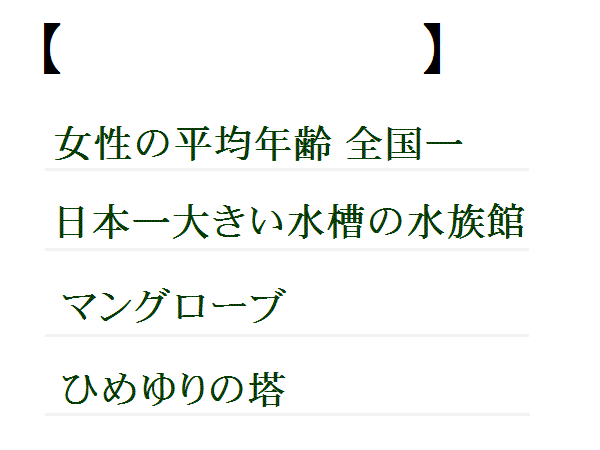 【　　　　　　　　　】
女性の平均年齢 全国一
日本一大きい水槽の水族館
マングローブ
ひめゆりの塔